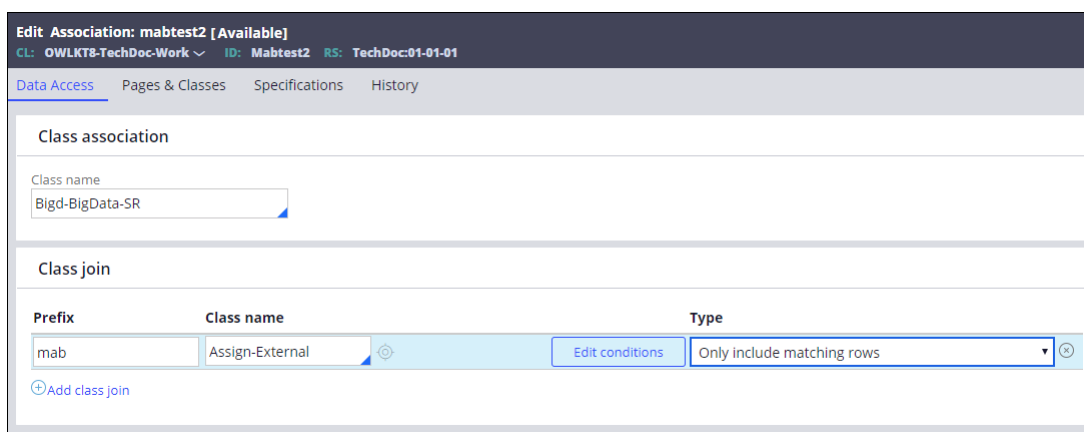 Edit Association: mabtest2 [Available]
CL: OWLKT8-TechDoc-Work ID: Mabtest2 RS: TechDoc:01-01-01
Data Access Pages & Classes Specifications History
Class association
Class name
Bigd-BigData-SR
Class join
Prefix Class name Type
mab Assign-External Edit conditions Only include matching rows
Add class join